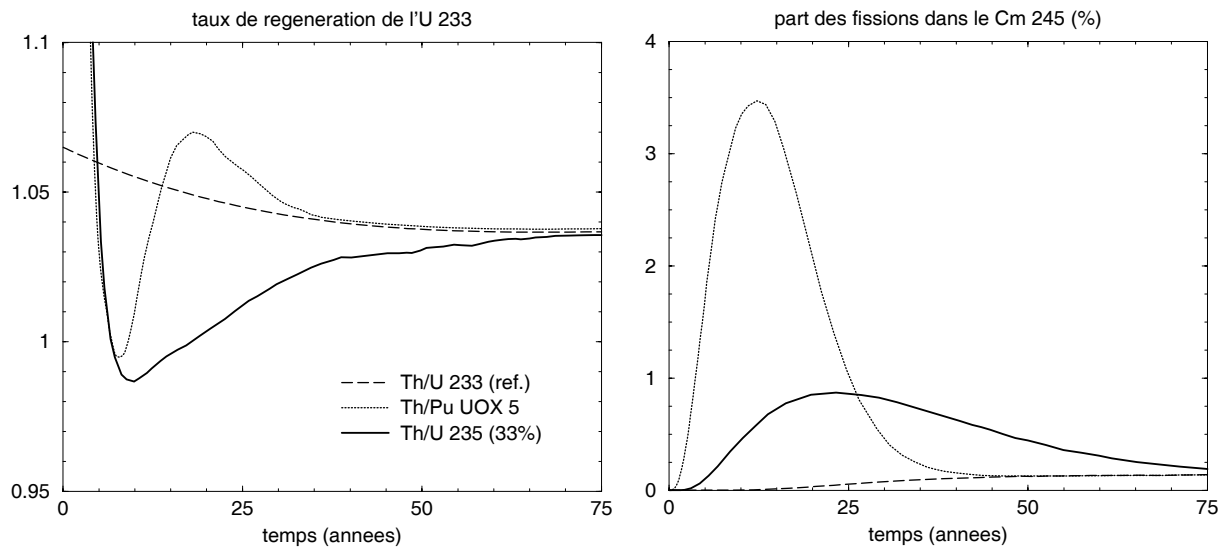 taux de regeneration de l'U 233
1.1
1.05
1
0.95
0
25
50
75
temps (annees)
Th/U 233 (ref.)
Th/Pu UOX 5
Th/U 235 (33%)
part des fissions dans le Cm 245 (%)
4
3
2
1
0
0
25
50
75
temps (annees)